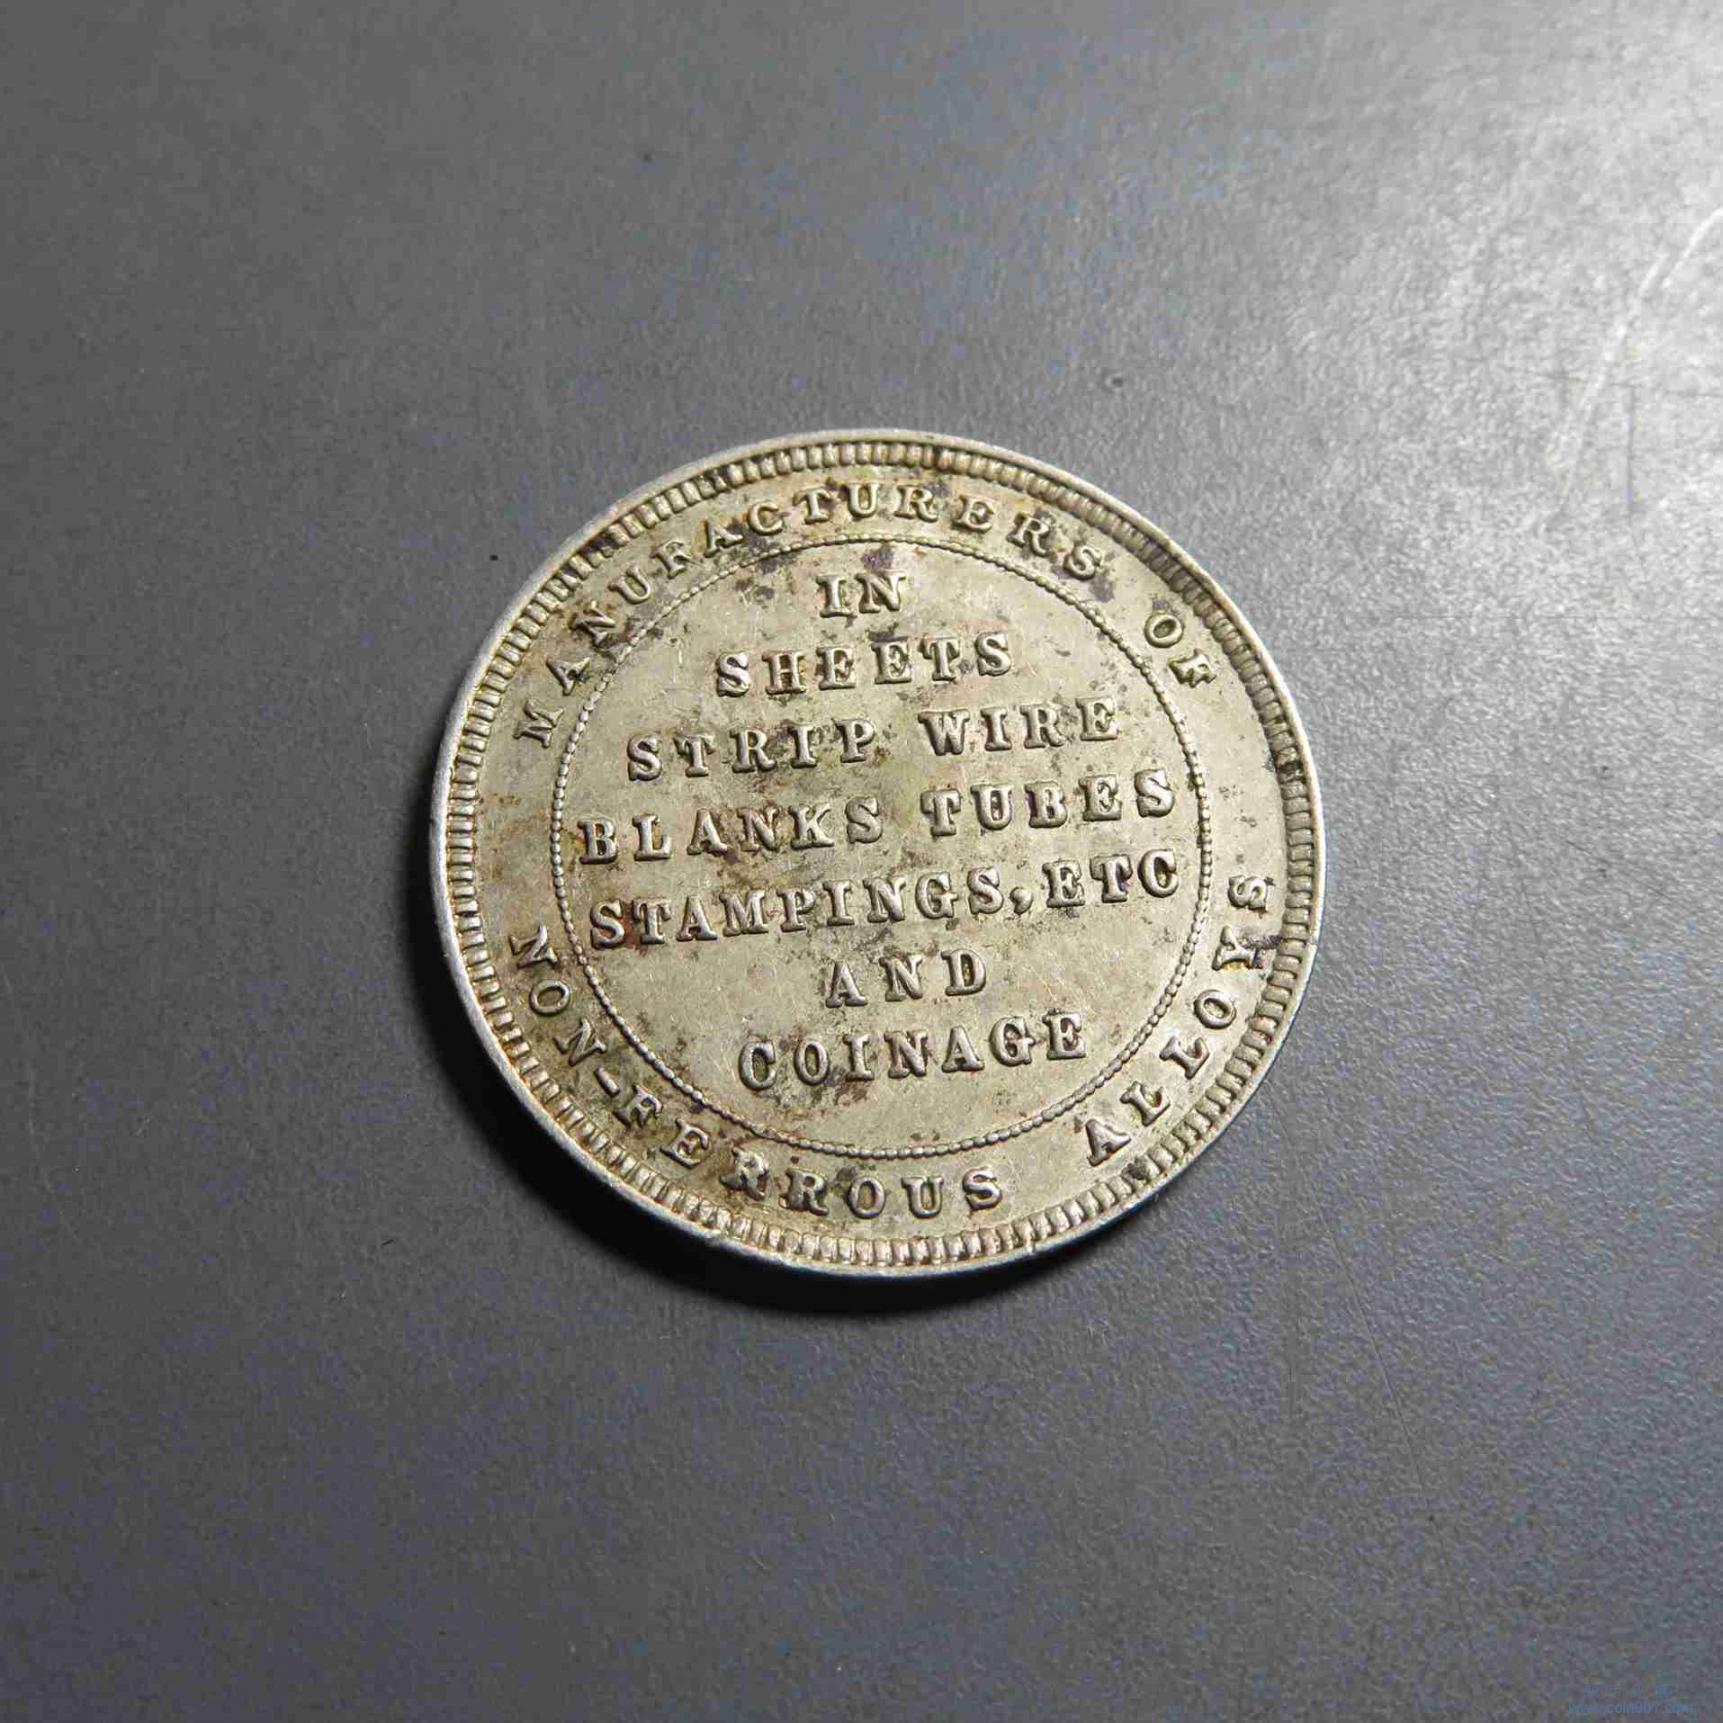 MANUFACTURERS OF
IN
SHEETS
STRIP WIRE
BLANKS TUBES
STAMPINGS, ETC
AND
COINAGE
NON-FERROUS ALLOYS